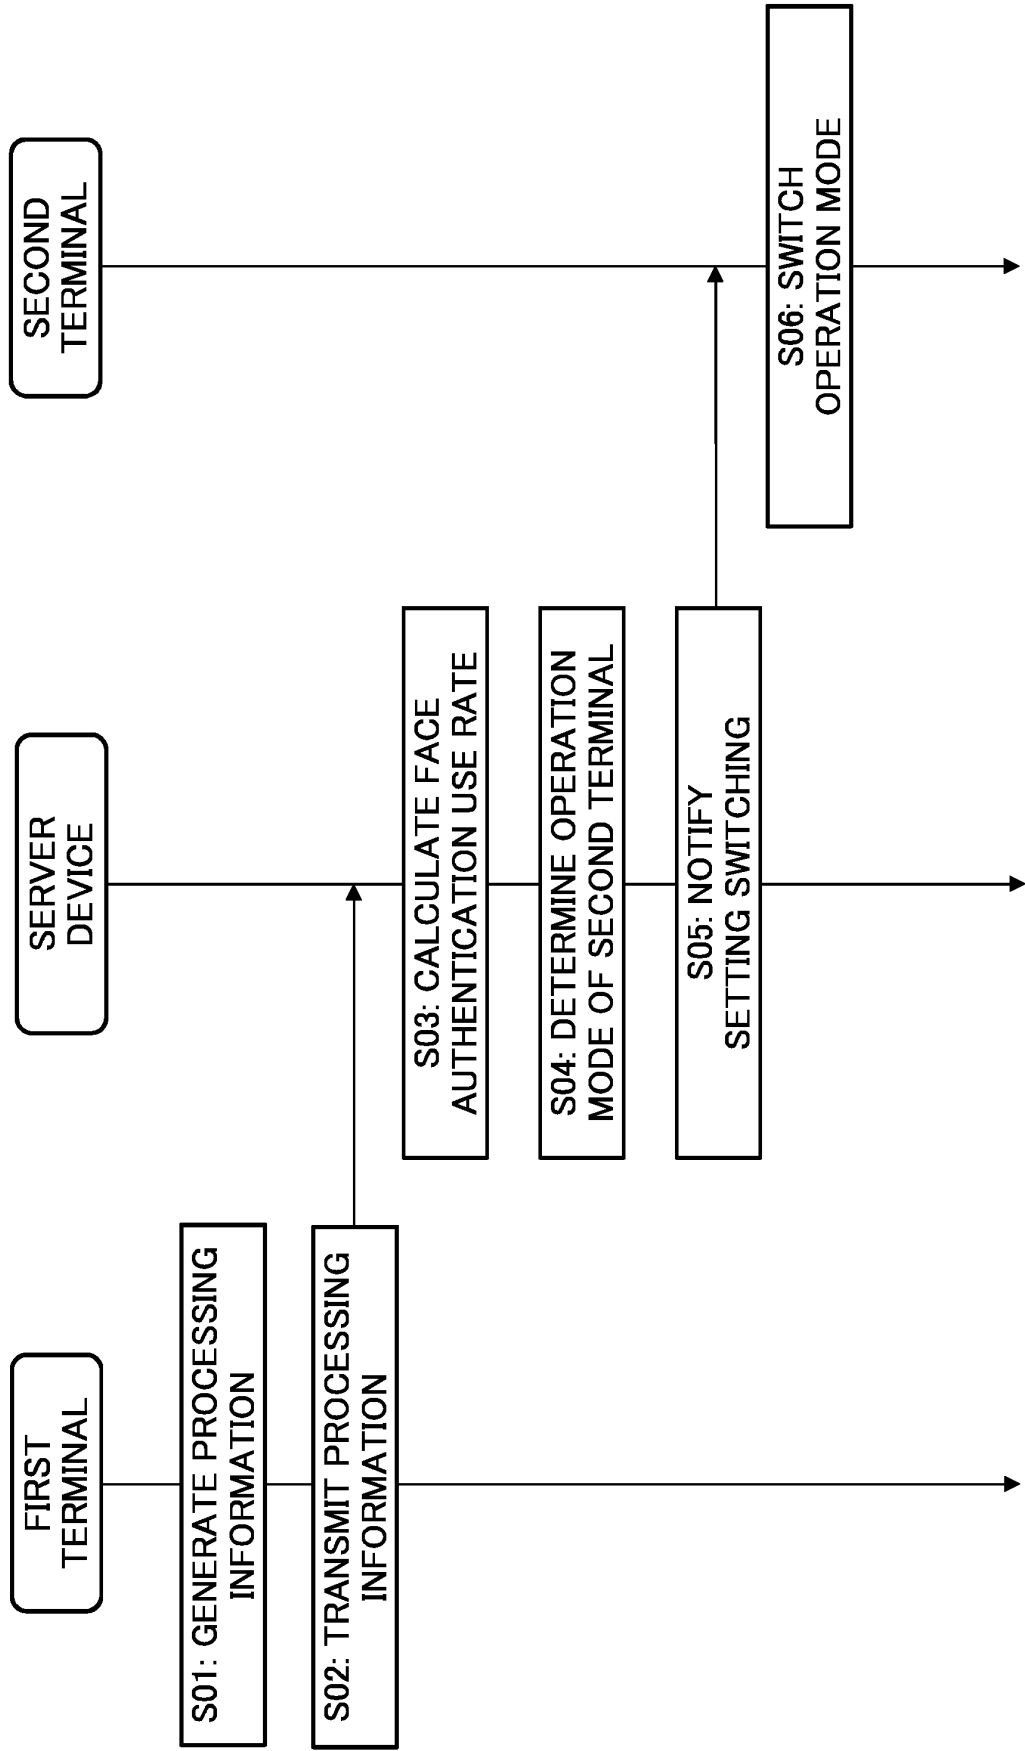 FIRST
TERMINAL
SERVER
DEVICE
SECOND
TERMINAL
S01: GENERATE PROCESSING
INFORMATION
S02: TRANSMIT PROCESSING
INFORMATION
S03: CALCULATE FACE
AUTHENTICATION USE RATE
S04: DETERMINE OPERATION
MODE OF SECOND TERMINAL
S05: NOTIFY
SETTING SWITCHING
S06: SWITCH
OPERATION MODE